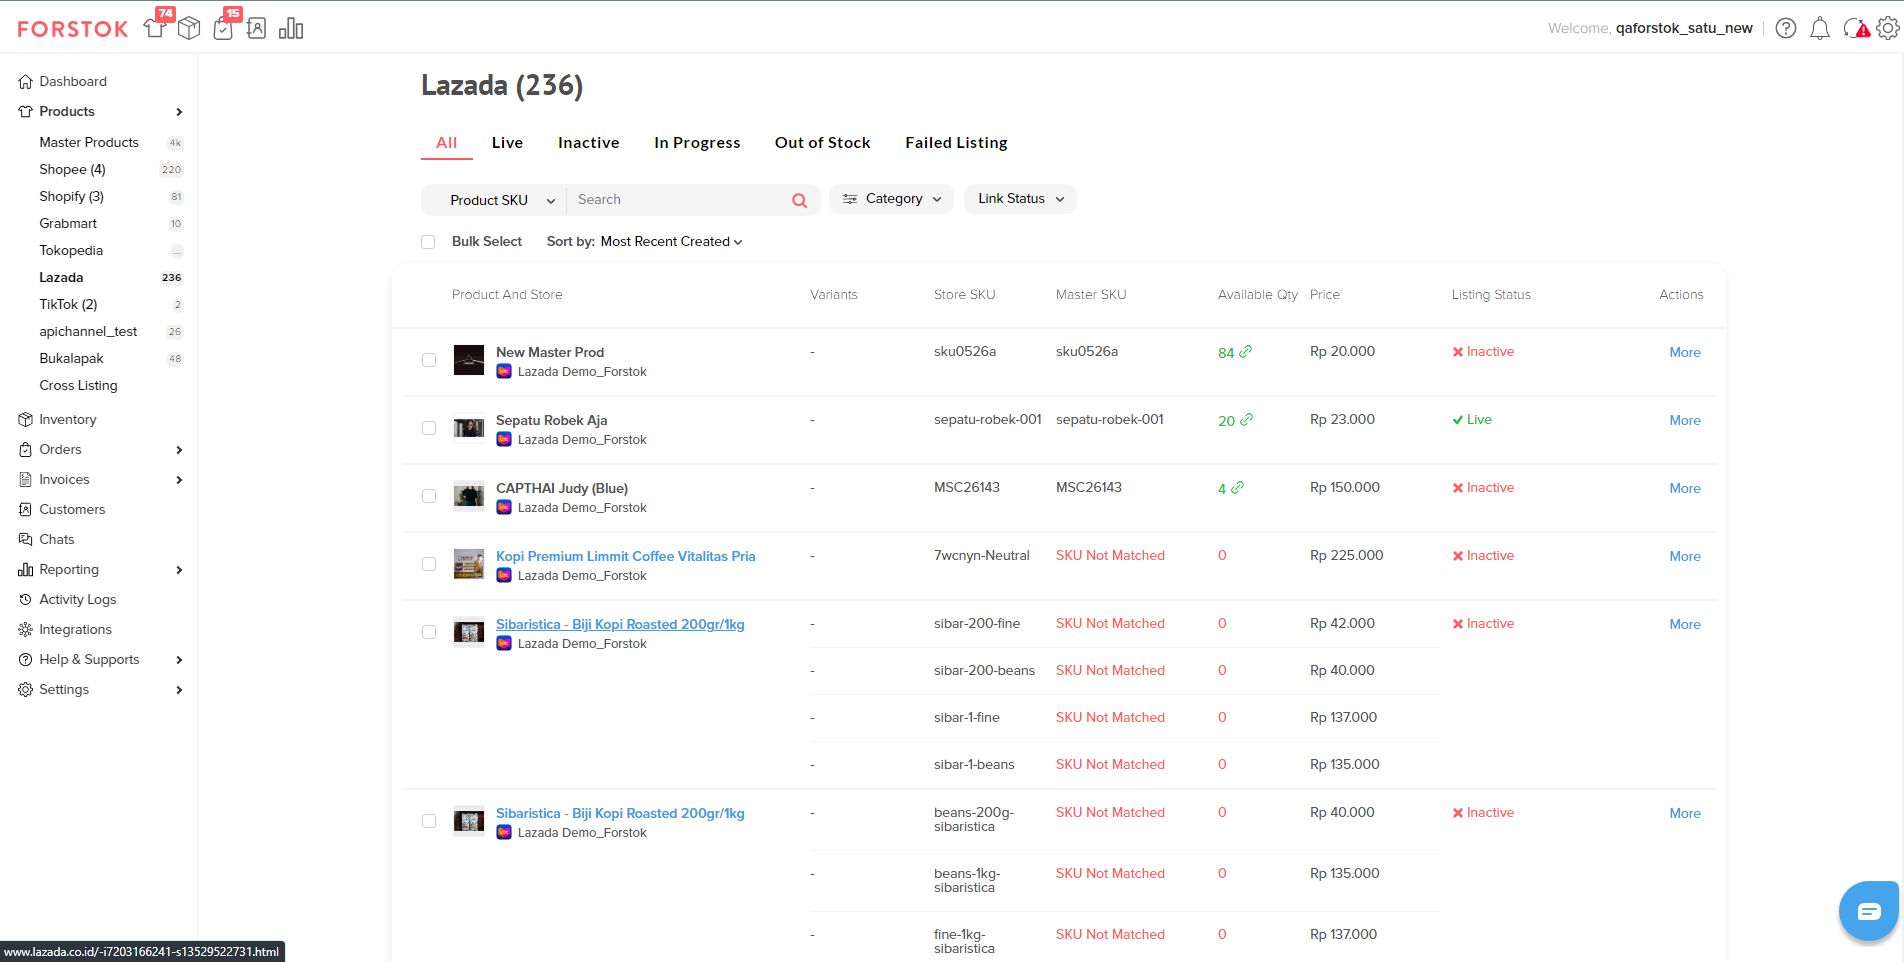 FORSTOK
74
15
Welcome, qaforstok_satu_new
Dashboard
Products
Master Products 4k
Shopee (4) 220
Shopify (3) 81
Grabmart 10
Tokopedia ...
Lazada 236
TikTok (2) 2
apichannel_test 26
Bukalapak 48
Cross Listing
Inventory
Orders
Invoices
Customers
Chats
Reporting
Activity Logs
Integrations
Help & Supports
Settings
Lazada (236)
All Live Inactive In Progress Out of Stock Failed Listing
Product SKU Search Category Link Status
Bulk Select Sort by: Most Recent Created
Product And Store Variants Store SKU Master SKU Available Qty Price Listing Status Actions
New Master Prod - sku0526a sku0526a 84 Rp 20.000 Inactive More
Lazada Demo_Forstok
Sepatu Robek Aja - sepatu-robek-001 sepatu-robek-001 20 Rp 23.000 Live More
Lazada Demo_Forstok
CAPTHAI Judy (Blue) - MSC26143 MSC26143 4 Rp 150.000 Inactive More
Lazada Demo_Forstok
Kopi Premium Limmit Coffee Vitalitas Pria - 7wcnyn-Neutral SKU Not Matched 0 Rp 225.000 Inactive More
Lazada Demo_Forstok
Sibaristica - Biji Kopi Roasted 200gr/1kg - sibar-200-fine SKU Not Matched 0 Rp 42.000 Inactive More
Lazada Demo_Forstok
- sibar-200-beans SKU Not Matched 0 Rp 40.000
- sibar-1-fine SKU Not Matched 0 Rp 137.000
- sibar-1-beans SKU Not Matched 0 Rp 135.000
Sibaristica - Biji Kopi Roasted 200gr/1kg - beans-200g- SKU Not Matched 0 Rp 40.000 Inactive More
Lazada Demo_Forstok sibaristica
- beans-1kg- SKU Not Matched 0 Rp 135.000
sibaristica
- fine-1kg- SKU Not Matched 0 Rp 137.000
sibaristica
www.lazada.co.id/-i7203166241-s13529522731.html